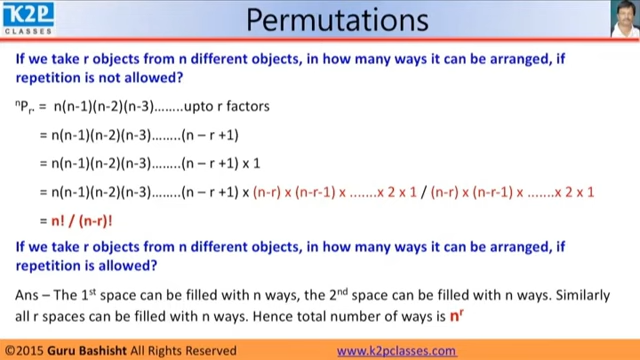 K2P
CLASSES
Permutations
If we take r objects from n different objects, in how many ways it can be arranged, if
repetition is not allowed?
ⁿPᵣ. = n(n-1)(n-2)(n-3)........upto r factors
= n(n-1)(n-2)(n-3)........(n – r +1)
= n(n-1)(n-2)(n-3)........(n – r +1) x 1
= n(n-1)(n-2)(n-3)........(n – r +1) x (n-r) x (n-r-1) x .......x 2 x 1 / (n-r) x (n-r-1) x .......x 2 x 1
= n! / (n-r)!
If we take r objects from n different objects, in how many ways it can be arranged, if
repetition is allowed?
Ans – The 1ˢᵗ space can be filled with n ways, the 2ⁿᵈ space can be filled with n ways. Similarly
all r spaces can be filled with n ways. Hence total number of ways is nʳ
©2015 Guru Bashisht All Rights Reserved
www.k2pclasses.com